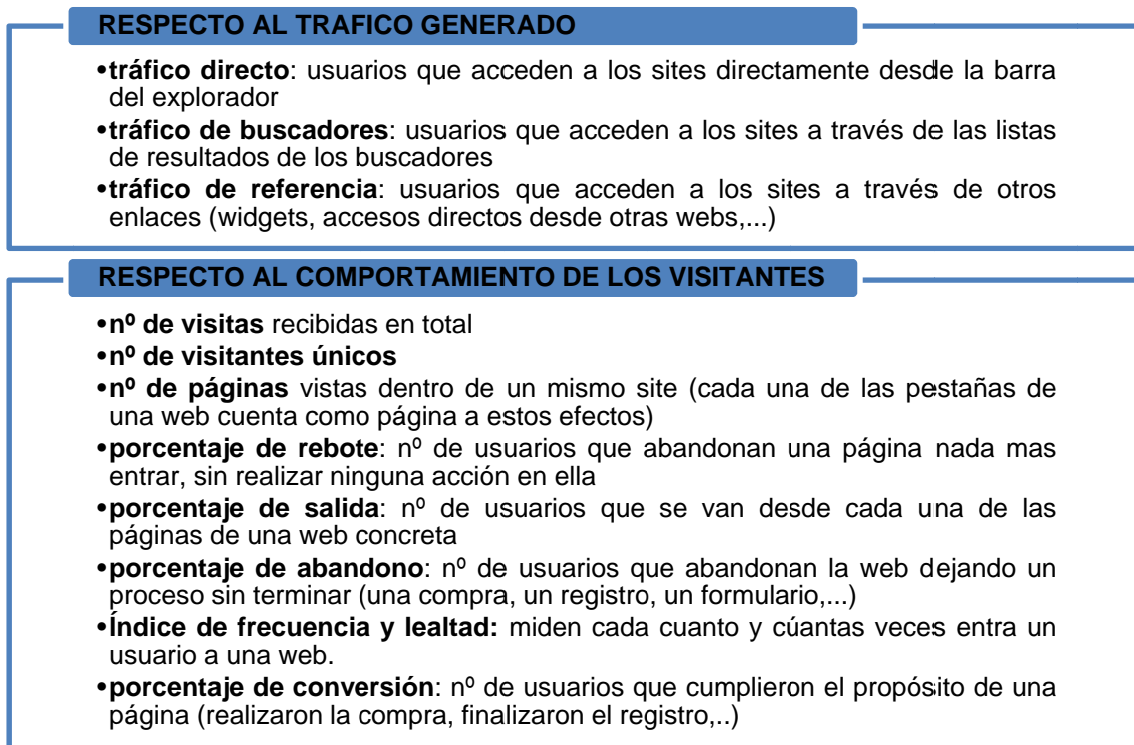 RESPECTO AL TRAFICO GENERADO
•tráfico directo: usuarios que acceden a los sites directamente desde la barra
del explorador
•tráfico de buscadores: usuarios que acceden a los sites a través de las listas
de resultados de los buscadores
•tráfico de referencia: usuarios que acceden a los sites a través de otros
enlaces (widgets, accesos directos desde otras webs,...)
RESPECTO AL COMPORTAMIENTO DE LOS VISITANTES
•nº de visitas recibidas en total
•nº de visitantes únicos
•nº de páginas vistas dentro de un mismo site (cada una de las pestañas de
una web cuenta como página a estos efectos)
•porcentaje de rebote: nº de usuarios que abandonan una página nada mas
entrar, sin realizar ninguna acción en ella
•porcentaje de salida: nº de usuarios que se van desde cada una de las
páginas de una web concreta
•porcentaje de abandono: nº de usuarios que abandonan la web dejando un
proceso sin terminar (una compra, un registro, un formulario,...)
•Índice de frecuencia y lealtad: miden cada cuanto y cúantas veces entra un
usuario a una web.
•porcentaje de conversión: nº de usuarios que cumplieron el propósito de una
página (realizaron la compra, finalizaron el registro,..)